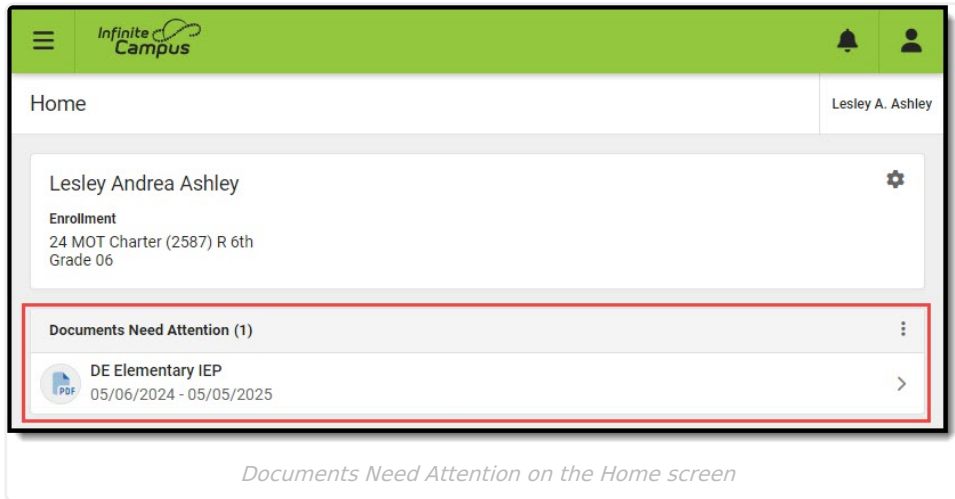 Infinite
Campus
Home
Lesley A. Ashley
Lesley Andrea Ashley
Enrollment
24 MOT Charter (2587) R 6th
Grade 06
Documents Need Attention (1)
PDF
DE Elementary IEP
05/06/2024 - 05/05/2025
Documents Need Attention on the Home screen